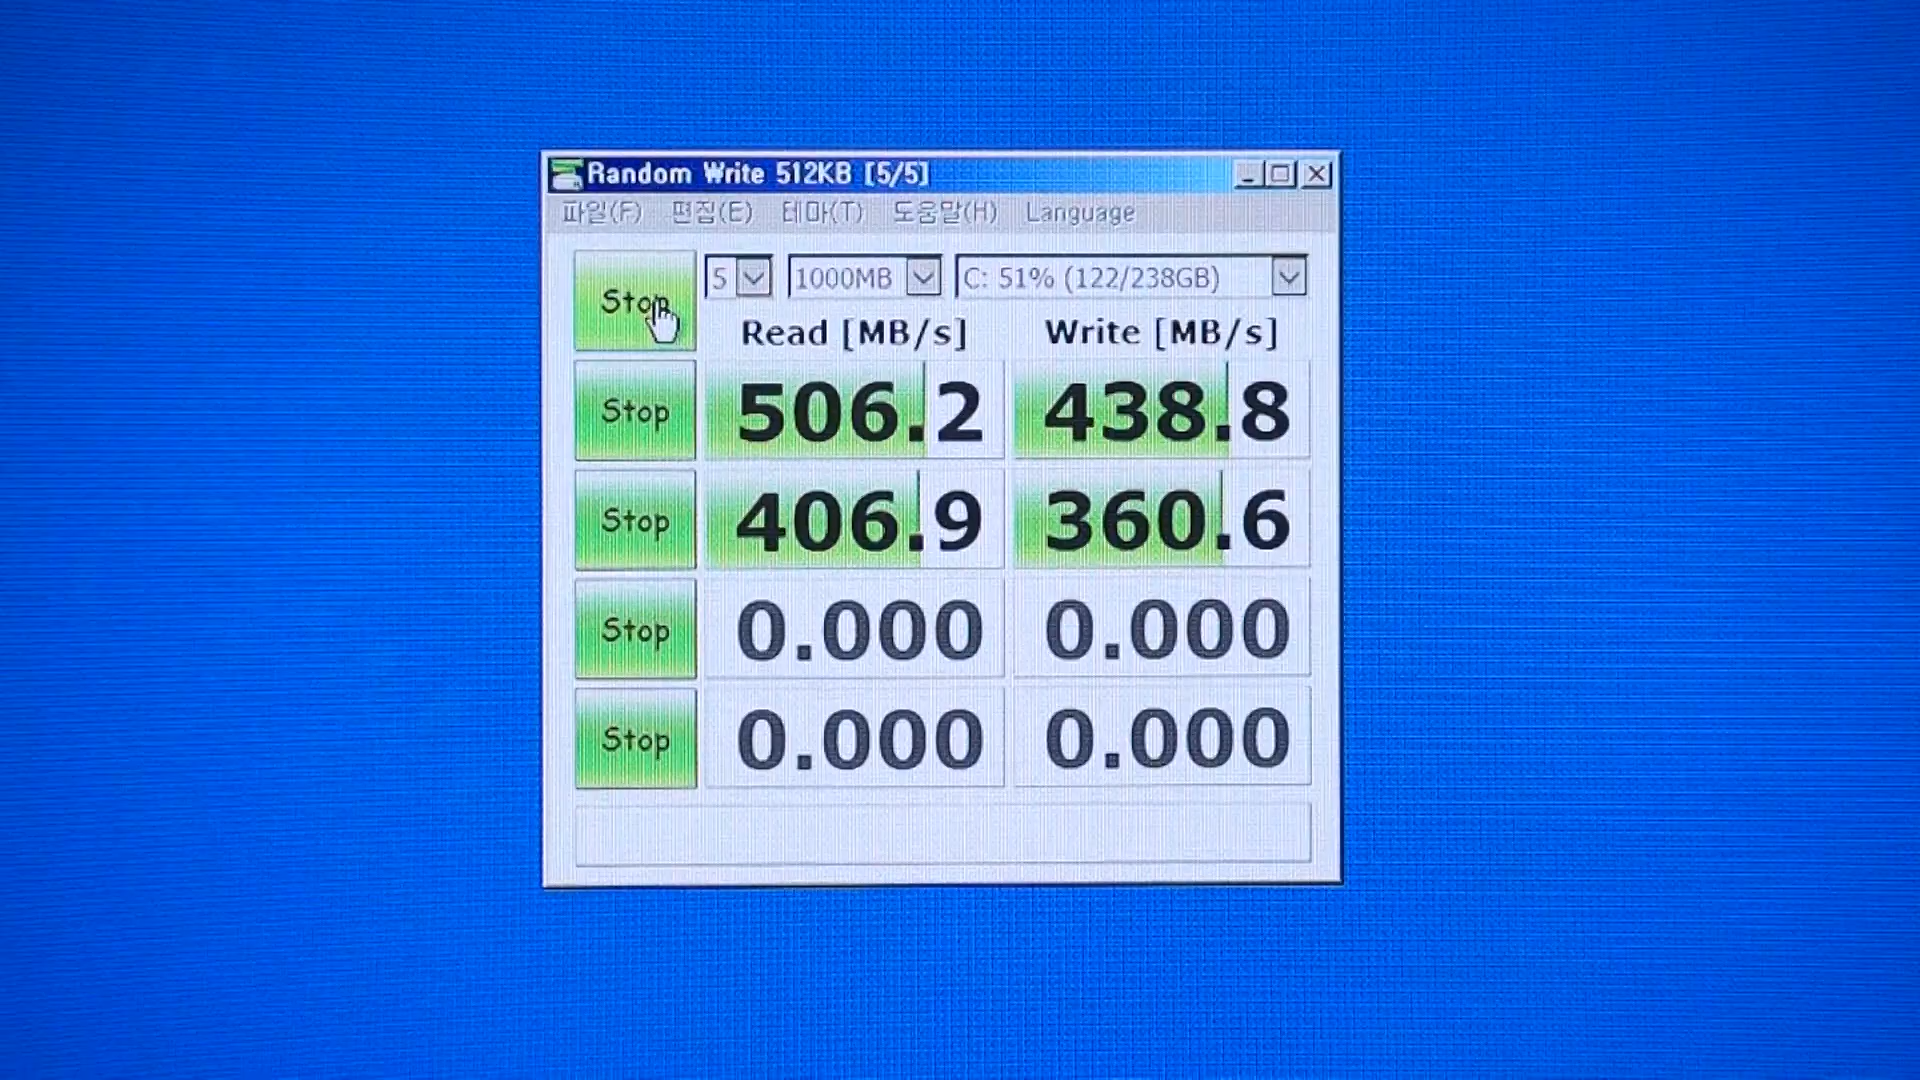 Random Write 512KB [5/5]
파일(F) 편집(E) 테마(T) 도움말(H) Language
Stop 5 1000MB C: 51% (122/238GB)
Read [MB/s] Write [MB/s]
Stop 506.2 438.8
Stop 406.9 360.6
Stop 0.000 0.000
Stop 0.000 0.000